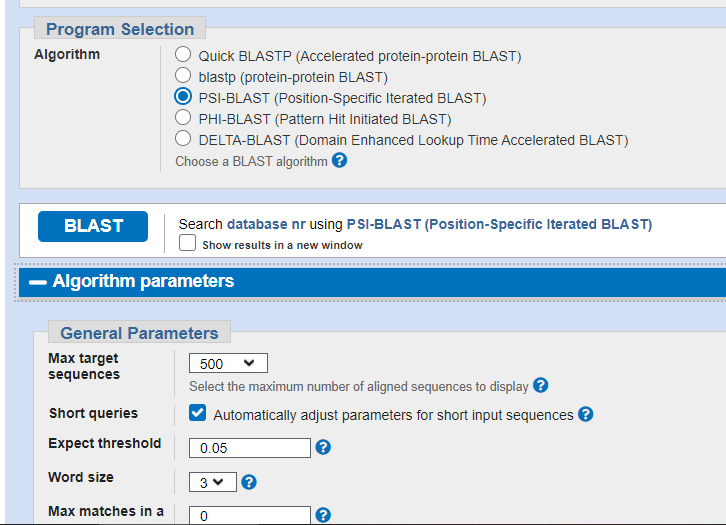 Program Selection
Algorithm
Quick BLASTP (Accelerated protein-protein BLAST)
blastp (protein-protein BLAST)
PSI-BLAST (Position-Specific Iterated BLAST)
PHI-BLAST (Pattern Hit Initiated BLAST)
DELTA-BLAST (Domain Enhanced Lookup Time Accelerated BLAST)
Choose a BLAST algorithm ?
BLAST
Search database nr using PSI-BLAST (Position-Specific Iterated BLAST)
Show results in a new window
Algorithm parameters
General Parameters
Max target
sequences
500
Select the maximum number of aligned sequences to display ?
Short queries
Automatically adjust parameters for short input sequences ?
Expect threshold
0.05 ?
Word size
3 ?
Max matches in a
0 ?